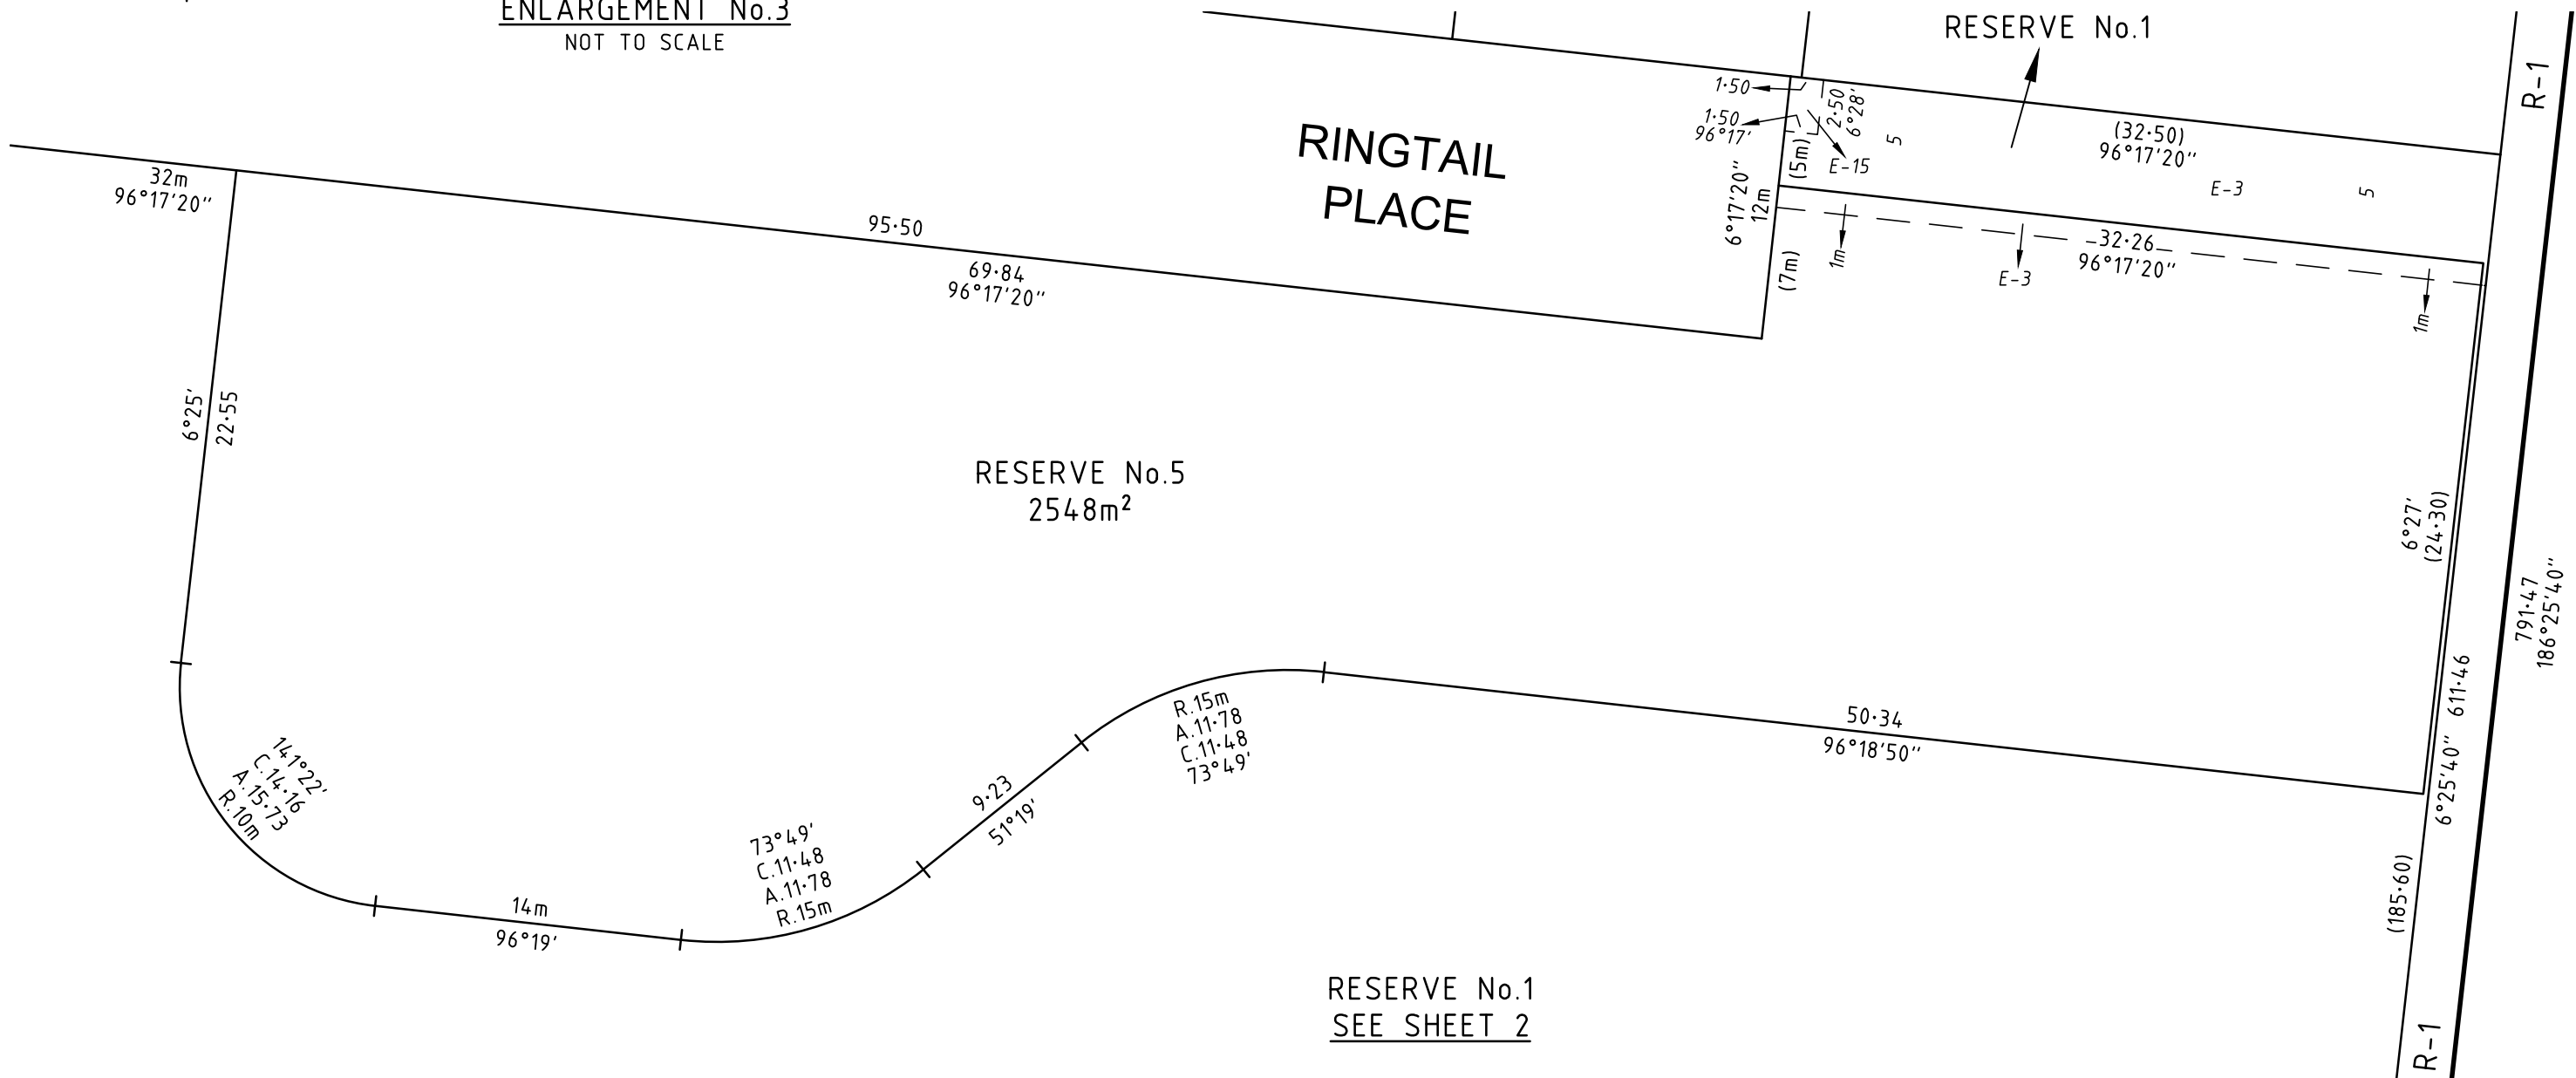 ENLARGEMENT No.3
NOT TO SCALE
RESERVE No.1
R-1
1·50
1·50
96°17'
2·50
6°28'
5
(32·50)
96°17'20"
RINGTAIL
PLACE
(5m)
E-15
E-3
5
32m
96°17'20"
6°17'20"
12m
95·50
69·84
96°17'20"
(7m)
1m
E-3
32·26
96°17'20"
1m
6°25'
22·55
RESERVE No.5
2548m²
6°27'
(24·30)
791·47
186°25'40"
R.15m
A.11·78
C.11·48
73°49'
50·34
96°18'50"
611·46
6°25'40"
141°22'
C.14·16
A.15·73
R.10m
9·23
51°19'
73°49'
C.11·48
A.11·78
R.15m
14m
96°19'
(185·60)
RESERVE No.1
SEE SHEET 2
R-1